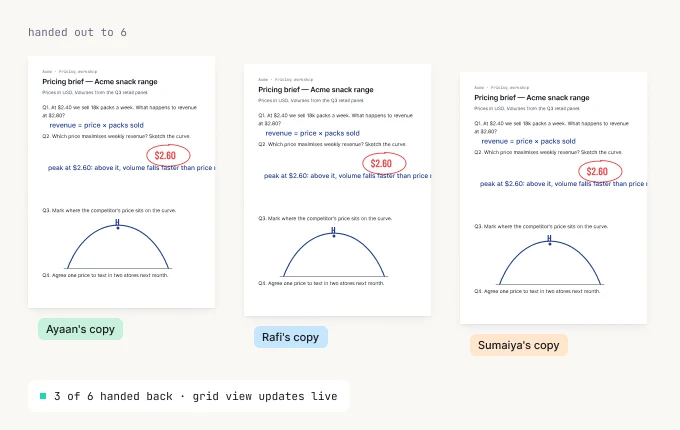 handed out to 6
Acme · Pricing workshop
Pricing brief — Acme snack range
Prices in USD. Volumes from the Q3 retail panel.
Q1. At $2.40 we sell 18k packs a week. What happens to revenue
at $2.80?
revenue = price × packs sold
Q2. Which price maximises weekly revenue? Sketch the curve.
$2.60
peak at $2.60: above it, volume falls faster than price
Q3. Mark where the competitor's price sits on the curve.
H
Q4. Agree one price to test in two stores next month.
Ayaan's copy
Acme · Pricing workshop
Pricing brief — Acme snack range
Prices in USD. Volumes from the Q3 retail panel.
Q1. At $2.40 we sell 18k packs a week. What happens to revenue
at $2.80?
revenue = price × packs sold
Q2. Which price maximises weekly revenue? Sketch the curve.
$2.60
peak at $2.60: above it, volume falls faster than price
Q3. Mark where the competitor's price sits on the curve.
H
Q4. Agree one price to test in two stores next month.
Rafi's copy
Acme · Pricing workshop
Pricing brief — Acme snack range
Prices in USD. Volumes from the Q3 retail panel.
Q1. At $2.40 we sell 18k packs a week. What happens to revenue
at $2.80?
revenue = price × packs sold
Q2. Which price maximises weekly revenue? Sketch the curve.
$2.60
peak at $2.60: above it, volume falls faster than price
Q3. Mark where the competitor's price sits on the curve.
H
Q4. Agree one price to test in two stores next month.
Sumaiya's copy
3 of 6 handed back · grid view updates live